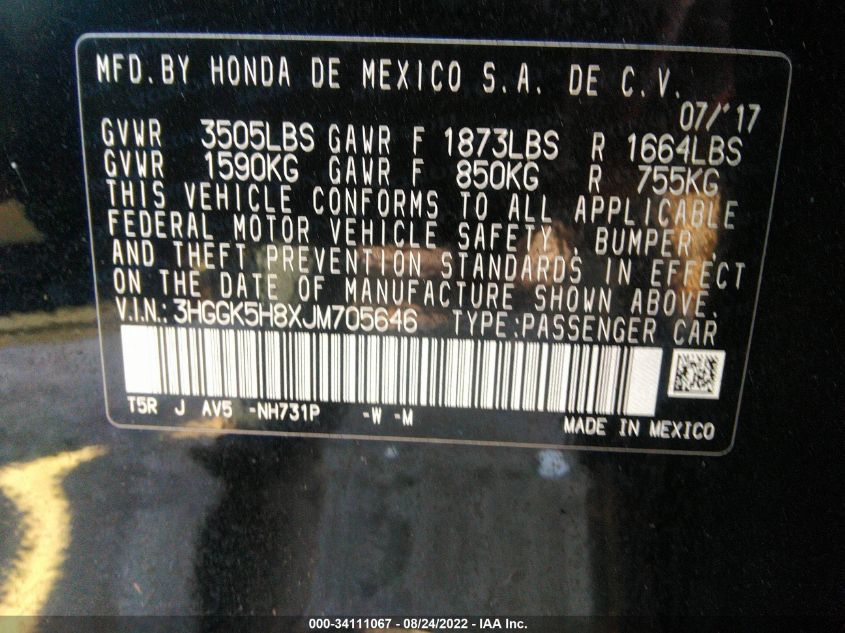 MFD. BY HONDA DE MEXICO S.A. DE C.V.
07/'17
GVWR 3505LBS GAWR F 1873LBS R 1664LBS
GVWR 1590KG GAWR F 850KG R 755KG
THIS VEHICLE CONFORMS TO ALL APPLICABLE
FEDERAL MOTOR VEHICLE SAFETY, BUMPER,
AND THEFT PREVENTION STANDARDS IN EFFECT
ON THE DATE OF MANUFACTURE SHOWN ABOVE.
V.I.N.: 3HGGK5H8XJM705646 TYPE:PASSENGER CAR
T5R J AV5 -NH731P -W -M
MADE IN MEXICO
000-34111067 - 08/24/2022 - IAA Inc.